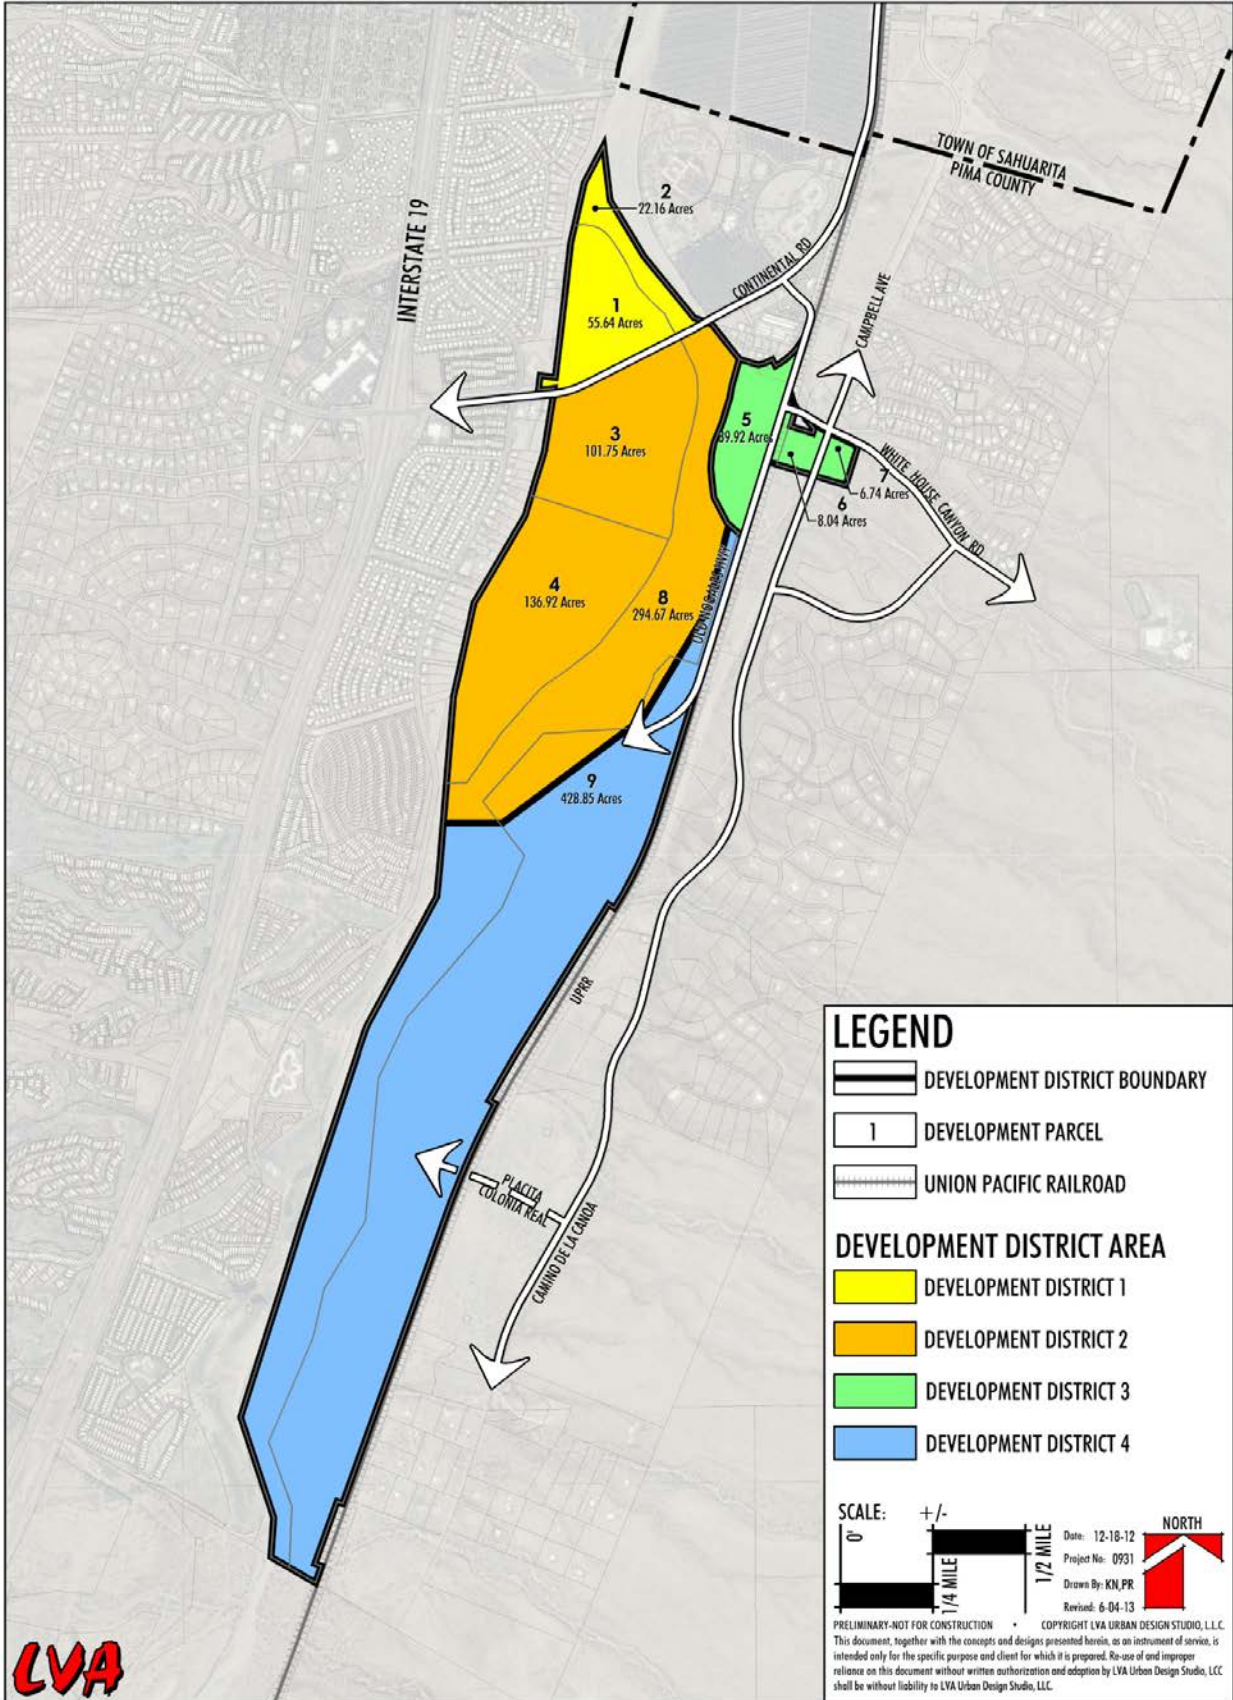 TOWN OF SAHUARITA
PIMA COUNTY
INTERSTATE 19
2
22.16 Acres
CONTINENTAL RD
1
55.64 Acres
CAMPBELL AVE
3
101.75 Acres
5
39.92 Acres
WHITE HOUSE CANYON RD
7
6.74 Acres
6
8.04 Acres
4
136.92 Acres
8
294.67 Acres
9
428.85 Acres
UPRR
PLACITA
COLONIA REAL
CAMINO DE LA CANOA
LEGEND
DEVELOPMENT DISTRICT BOUNDARY
1
DEVELOPMENT PARCEL
UNION PACIFIC RAILROAD
DEVELOPMENT DISTRICT AREA
DEVELOPMENT DISTRICT 1
DEVELOPMENT DISTRICT 2
DEVELOPMENT DISTRICT 3
DEVELOPMENT DISTRICT 4
SCALE: +/-
0'
1/4 MILE
1/2 MILE
NORTH
Date: 12-18-12
Project No: 0931
Drawn By: KN,PR
Revised: 6-04-13
PRELIMINARY-NOT FOR CONSTRUCTION • COPYRIGHT LVA URBAN DESIGN STUDIO, L.L.C.
This document, together with the concepts and designs presented herein, as an instrument of service, is
intended only for the specific purpose and client for which it is prepared. Re-use of and improper
reliance on this document without written authorization and adaption by LVA Urban Design Studio, LCC
shall be without liability to LVA Urban Design Studio, LLC.
LVA